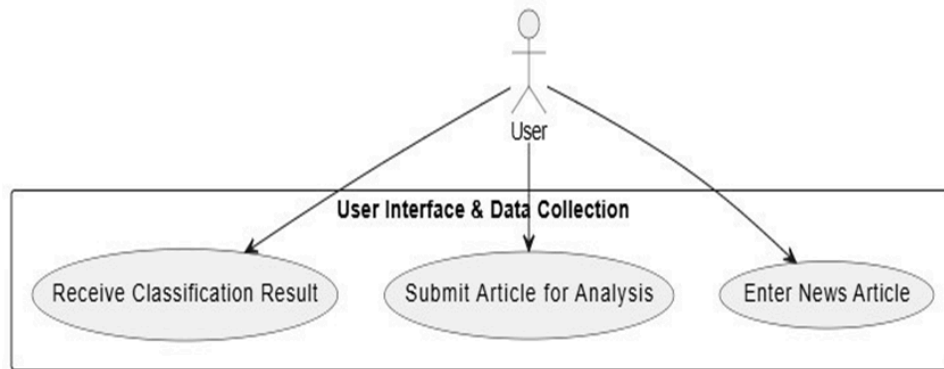 User
User Interface & Data Collection
Receive Classification Result
Submit Article for Analysis
Enter News Article